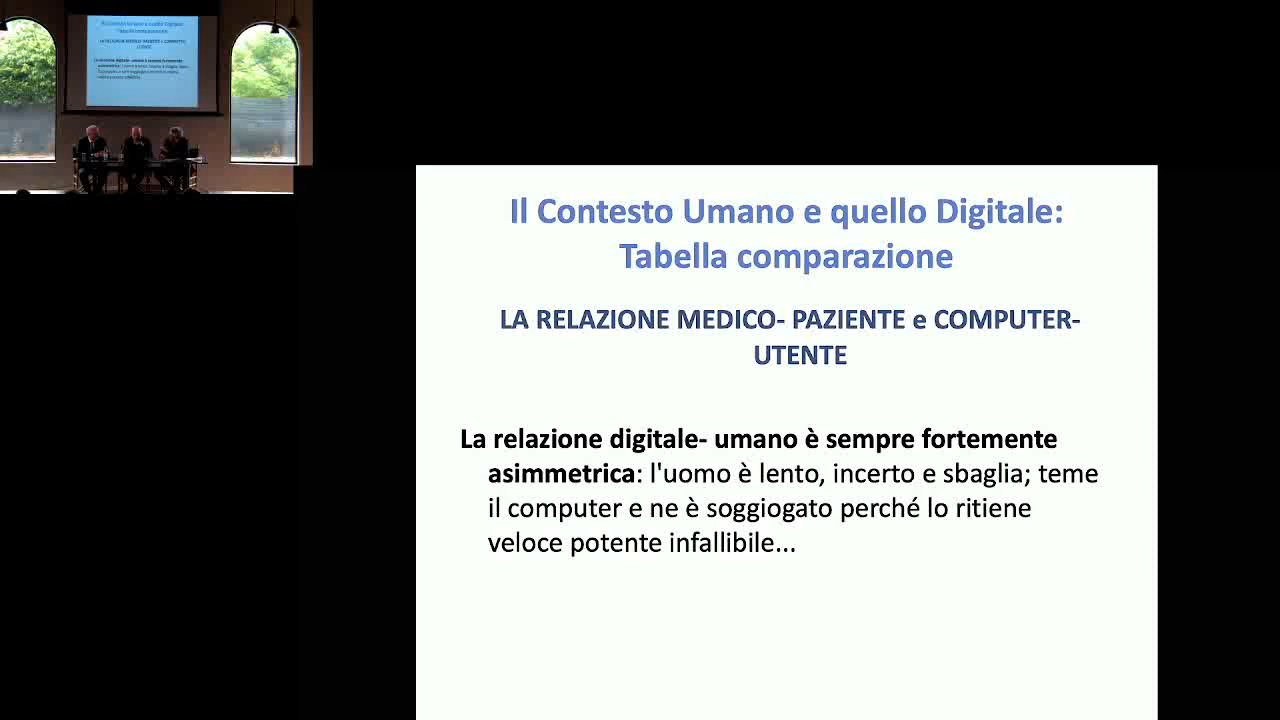 Il Contesto Umano e quello Digitale:
Tabella comparazione
LA RELAZIONE MEDICO- PAZIENTE e COMPUTER-
UTENTE
La relazione digitale- umano è sempre fortemente
asimmetrica: l'uomo è lento, incerto e sbaglia; teme
il computer e ne è soggiogato perché lo ritiene
veloce potente infallibile...